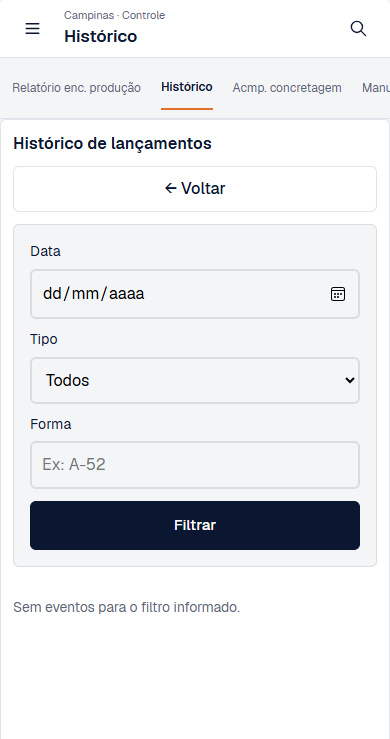 Campinas · Controle
Histórico
Relatório enc. produção Histórico Acmp. concretagem Manu
Histórico de lançamentos
← Voltar
Data
dd/mm/aaaa
Tipo
Todos
Forma
Ex: A-52
Filtrar
Sem eventos para o filtro informado.